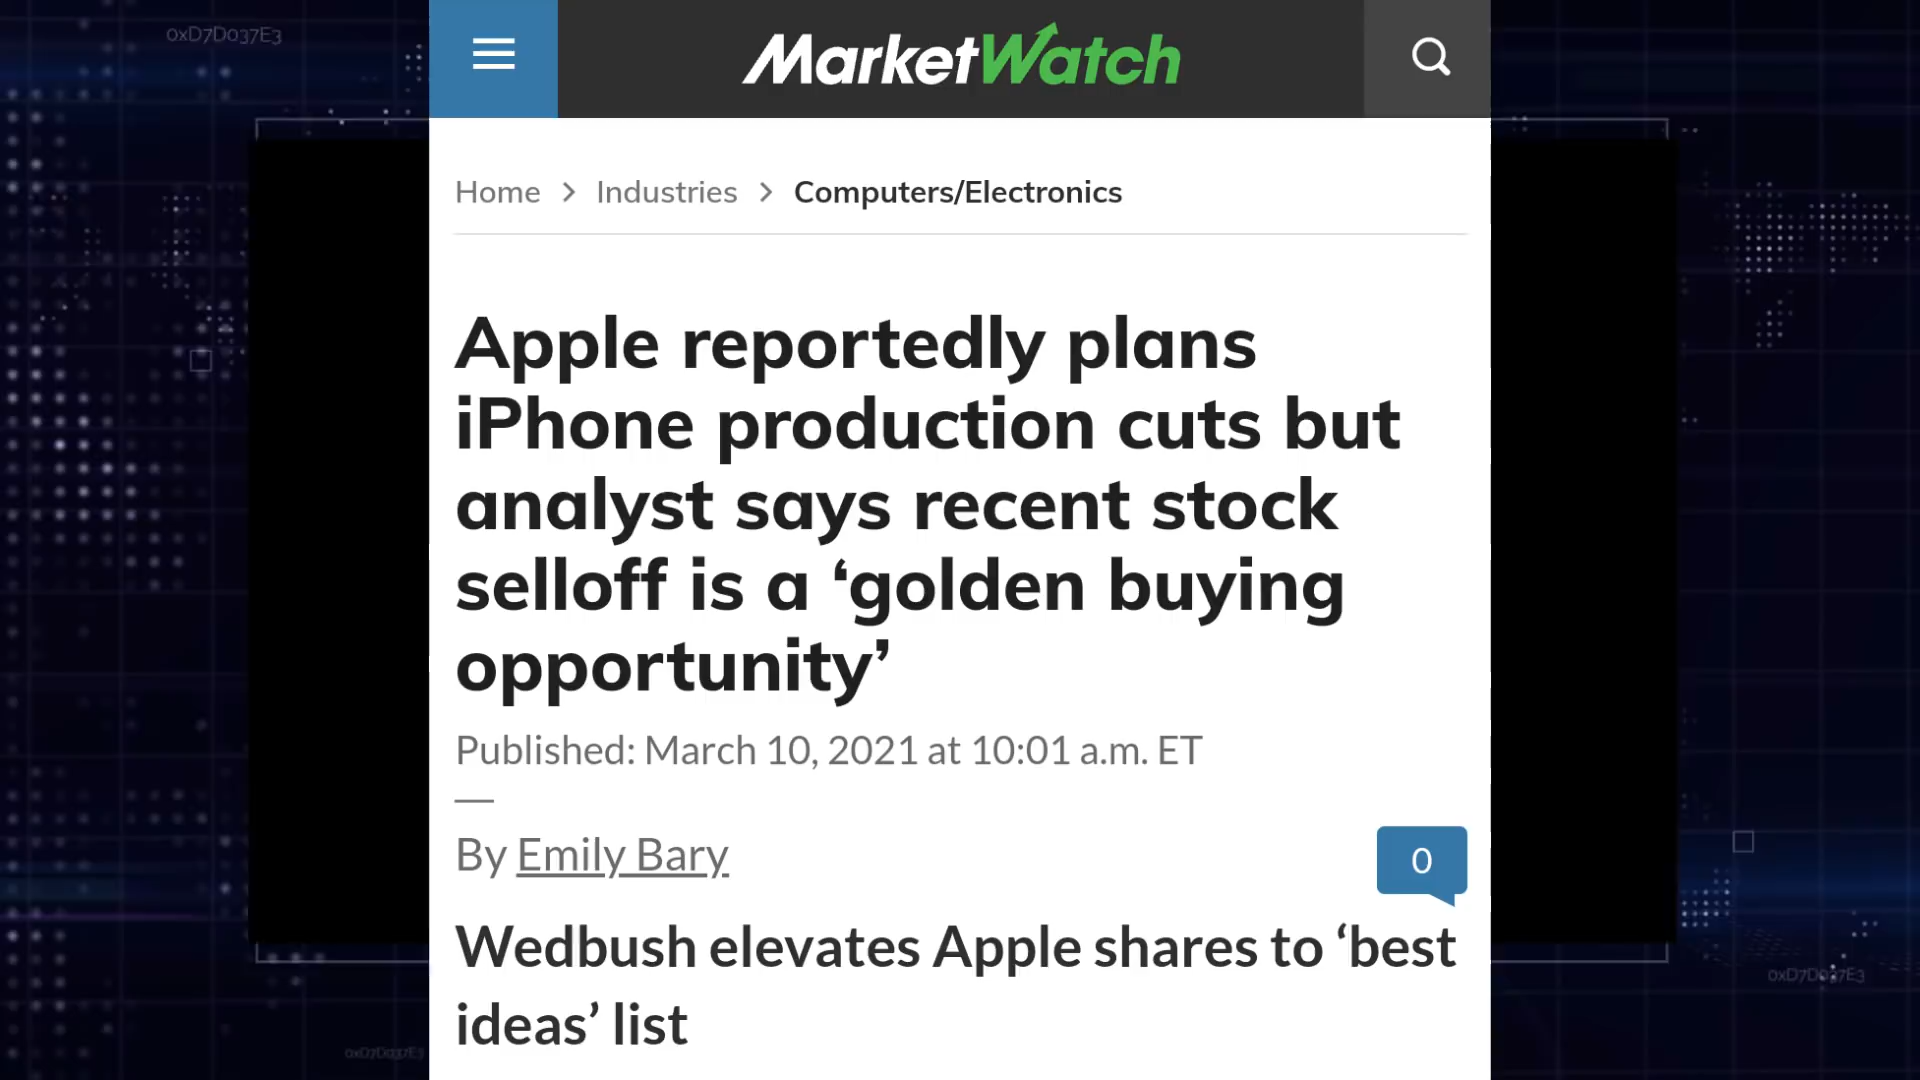 0xD7D037E3
MarketWatch
Home > Industries > Computers/Electronics
Apple reportedly plans
iPhone production cuts but
analyst says recent stock
selloff is a ‘golden buying
opportunity’
Published: March 10, 2021 at 10:01 a.m. ET
By Emily Bary
0
Wedbush elevates Apple shares to ‘best
ideas’ list
0xD7D037E3
0xD7D037E3